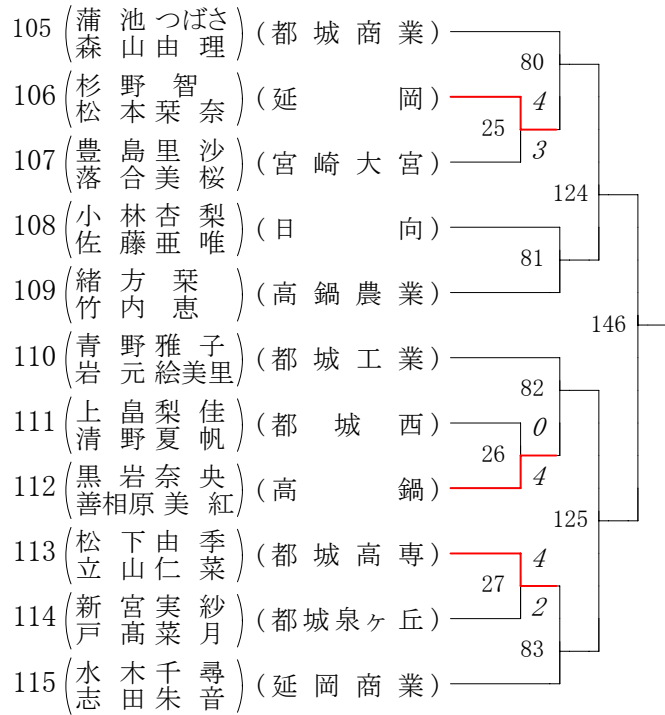 105 (蒲池つばさ 森山由理) (都城商業)
80
106 (杉野智 松本栞奈) (延岡)
4
25
3
107 (豊島里沙 落合美桜) (宮崎大宮)
124
108 (小林杏梨 佐藤亜唯) (日向)
81
109 (緒方栞 竹内恵) (高鍋農業)
146
110 (青野雅子 岩元絵美里) (都城工業)
82
111 (上畠梨佳 清野夏帆) (都城西)
0
26
4
112 (黒岩奈央 善相原美紅) (高鍋)
125
113 (松下由季 立山仁菜) (都城高専)
4
27
2
114 (新宮実紗 戸髙菜月) (都城泉ヶ丘)
83
115 (水木千尋 志田朱音) (延岡商業)